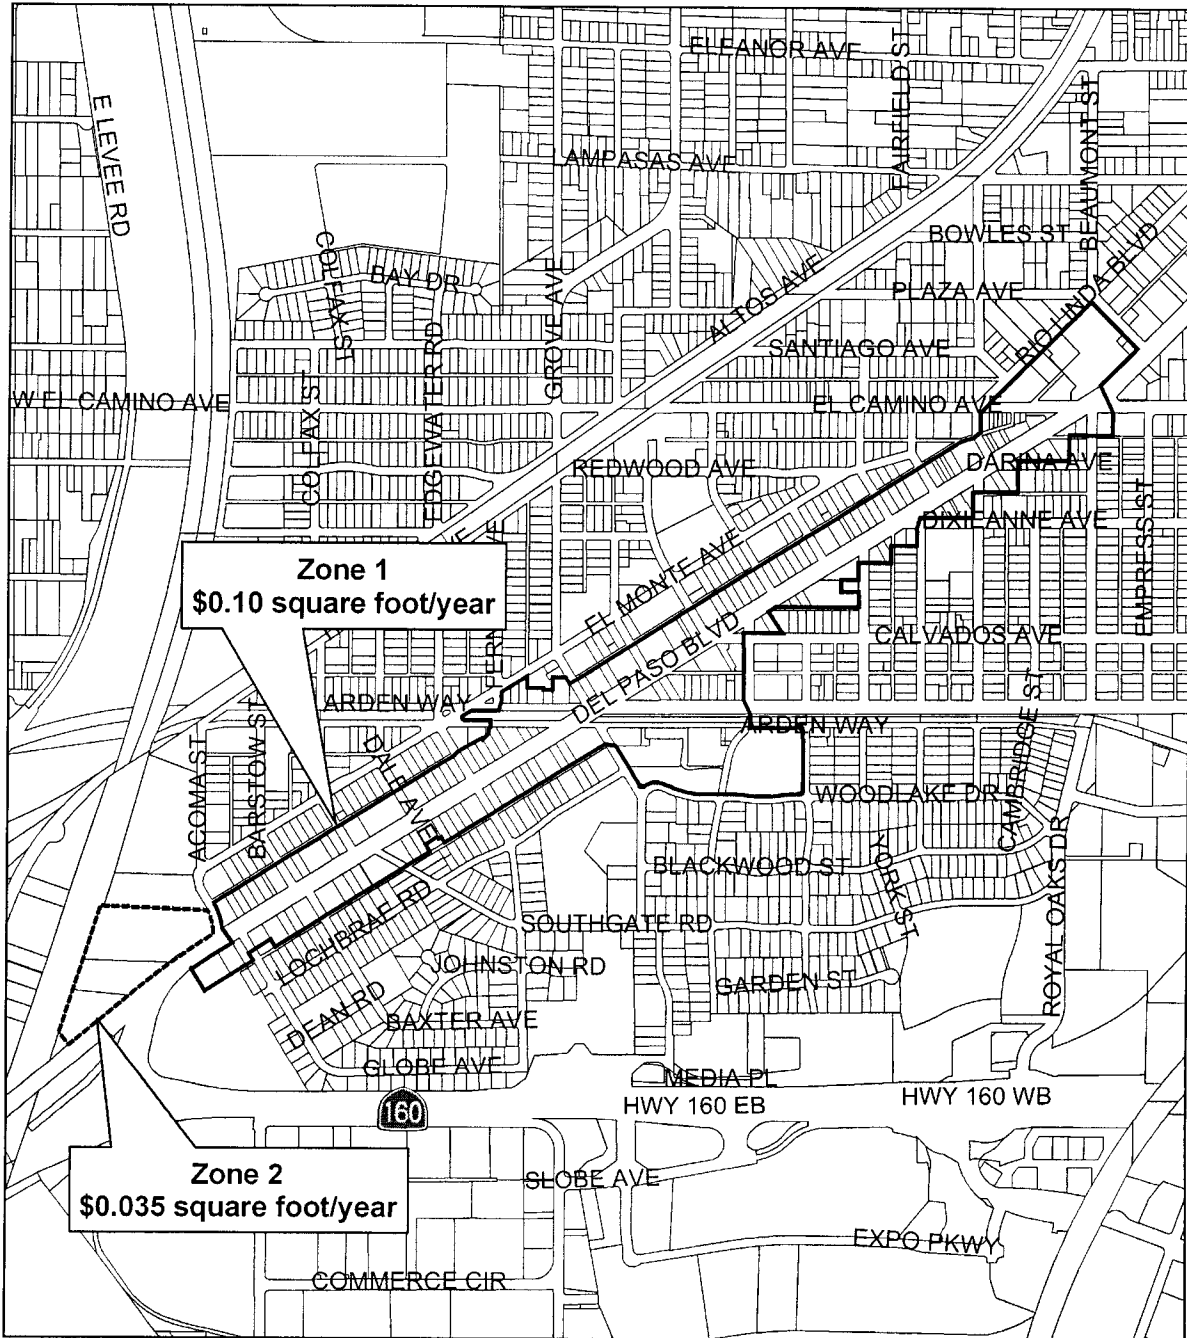 ELEANOR AVE
FAIRFIELD ST
BEAUMONT ST
E LEVEE RD
LAMPASAS AVE
BOWLES ST
COLFAX ST
BAY DR
GROVE AVE
ALTOS AVE
PLAZA AVE
RIO LINDA BLVD
EDGEWATER RD
SANTIAGO AVE
W EL CAMINO AVE
EL CAMINO AVE
COLFAX ST
REDWOOD AVE
DARINA AVE
DIXIEANNE AVE
EMPRESS ST
Zone 1
$0.10 square foot/year
EL MONTE AVE
CALVADOS AVE
DEL PASO BLVD
ARDEN WAY
ARDEN WAY
CAMBRIDGE ST
ACOMA ST
BARSTOW ST
DALE AVE
WOODLAKE DR
BLACKWOOD ST
YORK ST
ROYAL OAKS DR
LOCHBRAE RD
SOUTHGATE RD
JOHNSTON RD
GARDEN ST
DEAN RD
BAXTER AVE
GLOBE AVE
MEDIA PL
160
HWY 160 EB
HWY 160 WB
Zone 2
$0.035 square foot/year
SLOBE AVE
EXPO PKWY
COMMERCE CIR